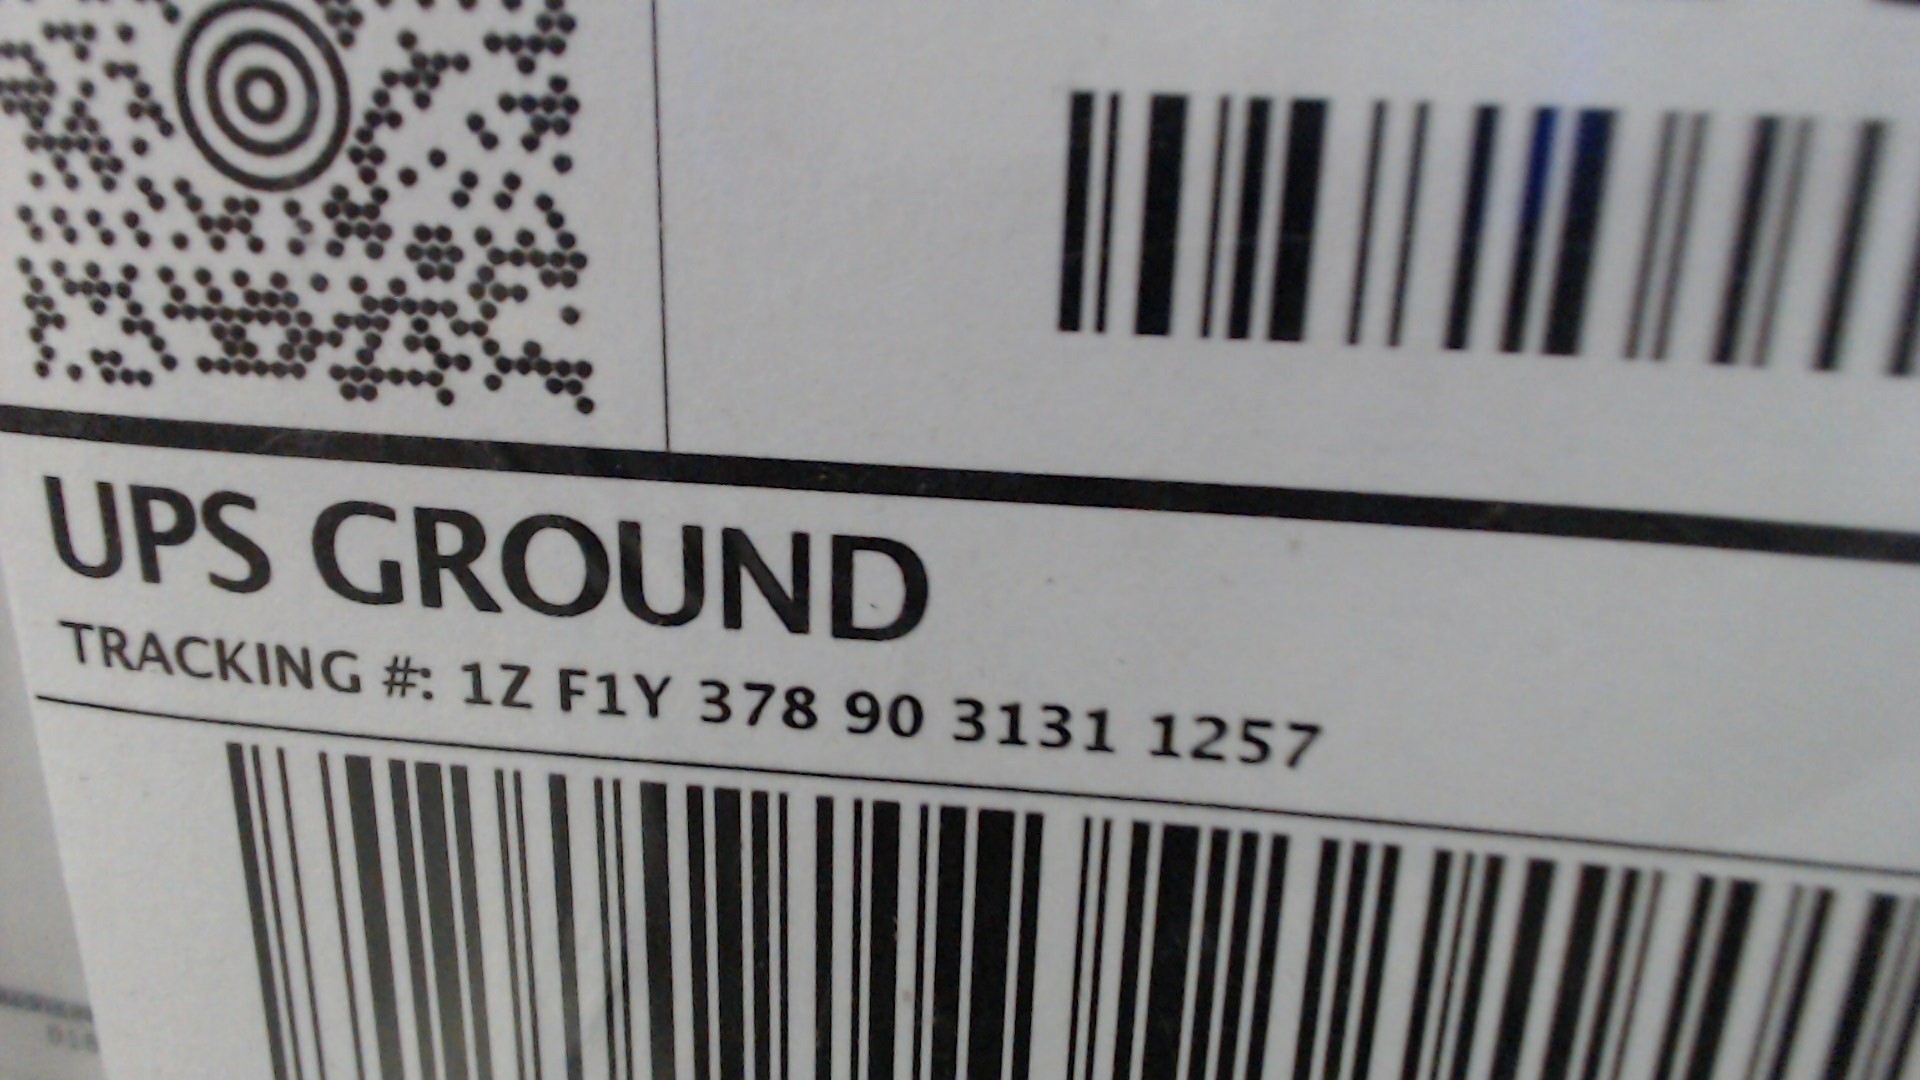 UPS GROUND
TRACKING #: 1Z F1Y 378 90 3131 1257